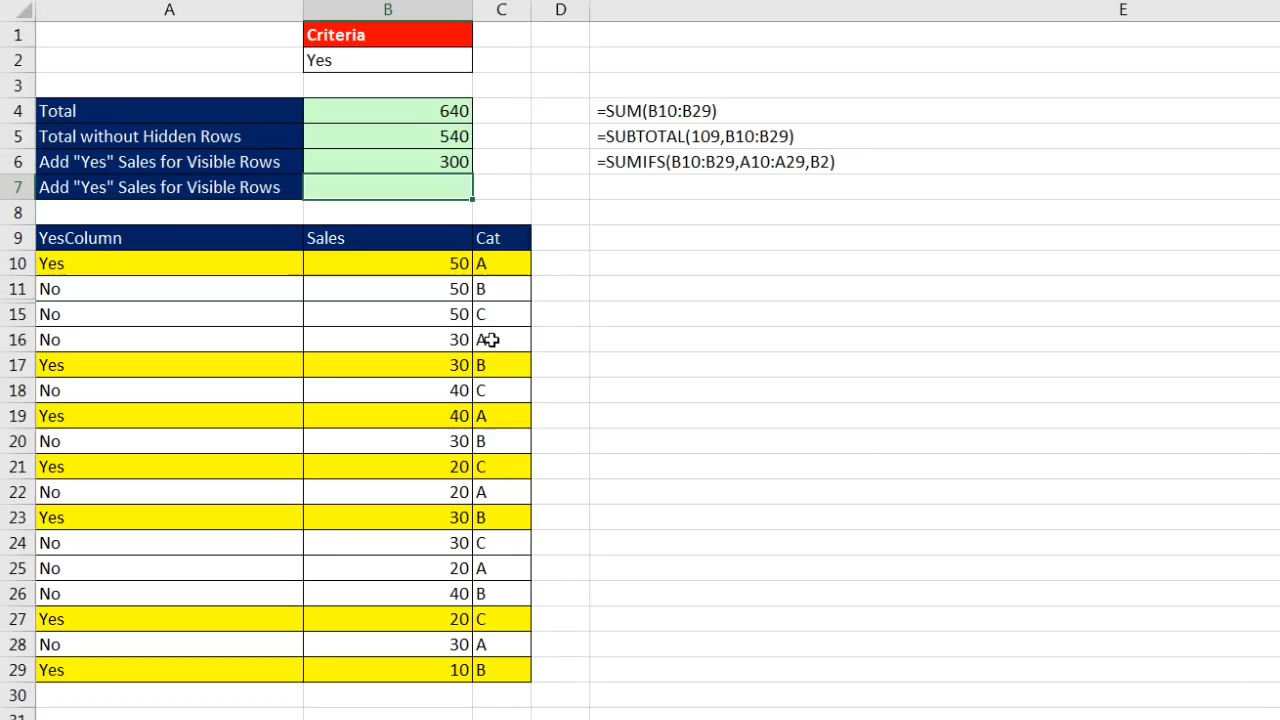 A B C D E
1 Criteria
2 Yes
3
4 Total 640 =SUM(B10:B29)
5 Total without Hidden Rows 540 =SUBTOTAL(109,B10:B29)
6 Add "Yes" Sales for Visible Rows 300 =SUMIFS(B10:B29,A10:A29,B2)
7 Add "Yes" Sales for Visible Rows
8
9 YesColumn Sales Cat
10 Yes 50 A
11 No 50 B
15 No 50 C
16 No 30 A
17 Yes 30 B
18 No 40 C
19 Yes 40 A
20 No 30 B
21 Yes 20 C
22 No 20 A
23 Yes 30 B
24 No 30 C
25 No 20 A
26 No 40 B
27 Yes 20 C
28 No 30 A
29 Yes 10 B
30
31